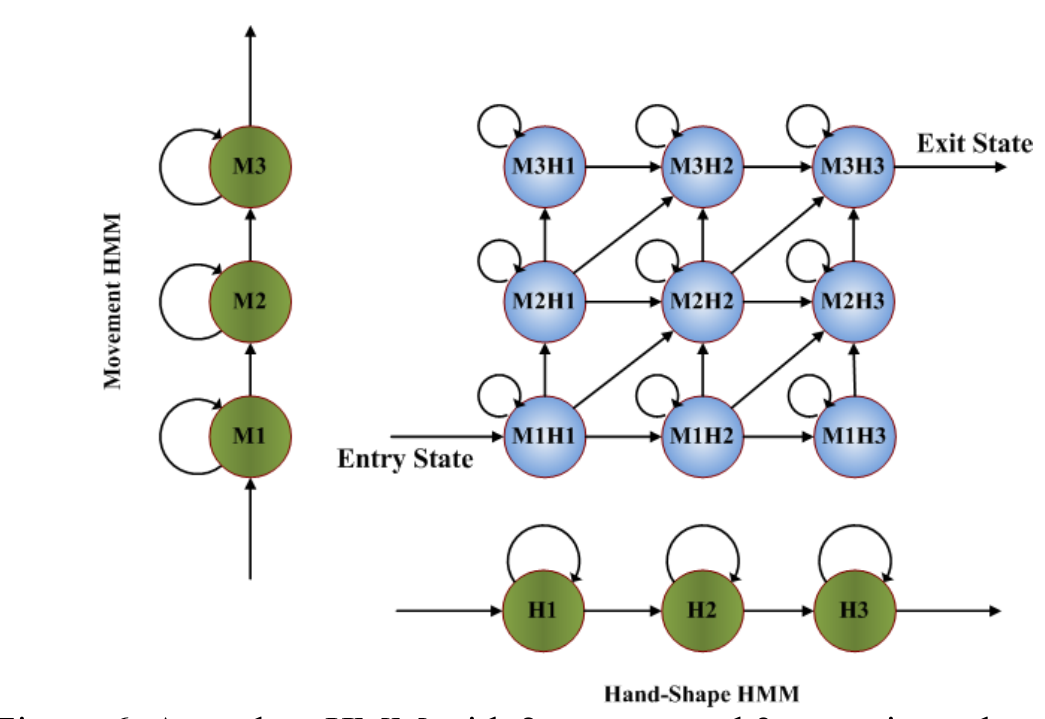 Exit State
M3
M3H1
M3H2
M3H3
Movement HMM
M2
M2H1
M2H2
M2H3
M1
M1H1
M1H2
M1H3
Entry State
H1
H2
H3
Hand-Shape HMM